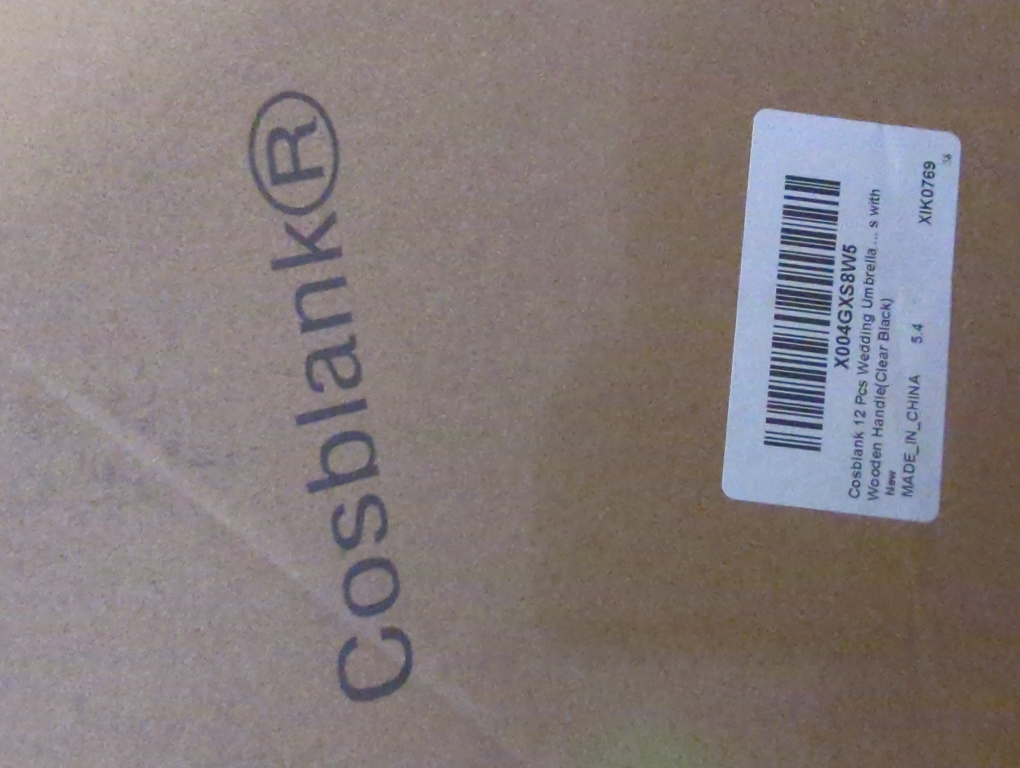 Cosblank®
X004GXS8W5
Cosblank 12 Pcs Wedding Umbrella ... s with
Wooden Handle(Clear Black)
New
MADE_IN_CHINA 5.4 XIK0769